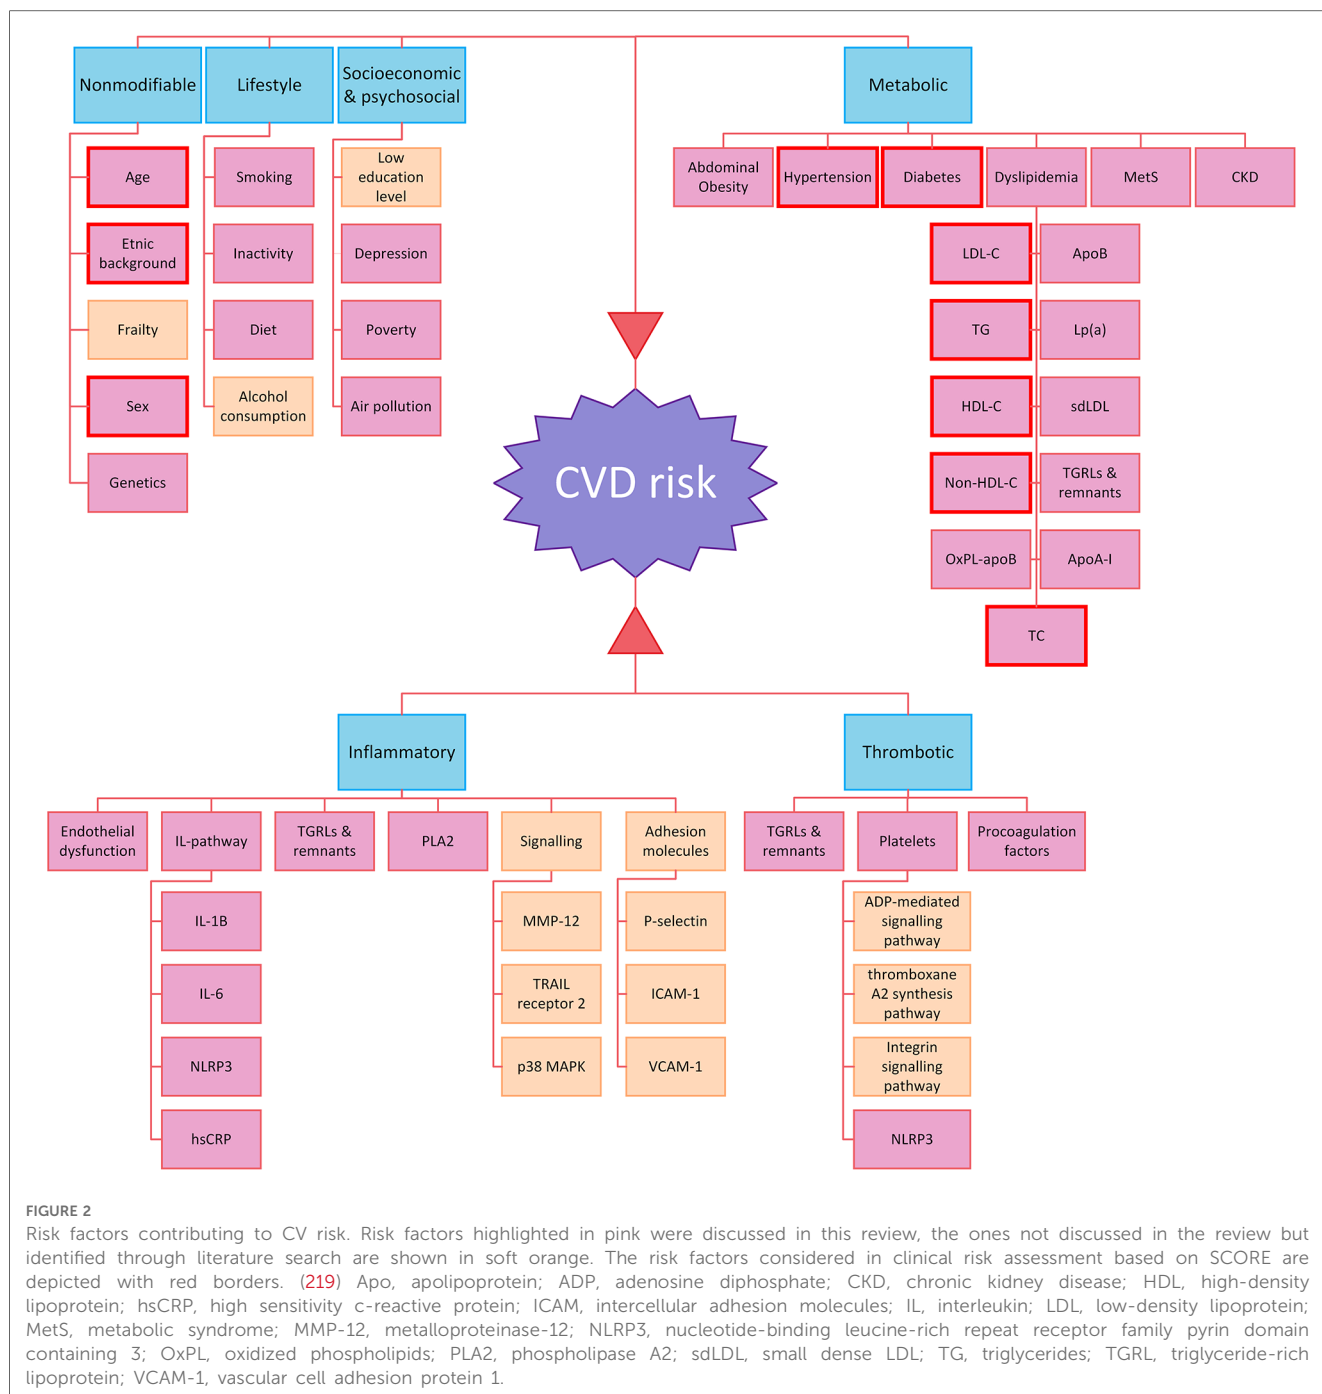 Nonmodifiable
Lifestyle
Socioeconomic
& psychosocial
Metabolic
Age
Etnic
background
Frailty
Sex
Genetics
Smoking
Inactivity
Diet
Alcohol
consumption
Low
education
level
Depression
Poverty
Air pollution
Abdominal
Obesity
Hypertension
Diabetes
Dyslipidemia
MetS
CKD
LDL-C
ApoB
TG
Lp(a)
HDL-C
sdLDL
Non-HDL-C
TGRLs &
remnants
OxPL-apoB
ApoA-I
TC
CVD risk
Inflammatory
Thrombotic
Endothelial
dysfunction
IL-pathway
TGRLs &
remnants
PLA2
Signalling
Adhesion
molecules
IL-1B
IL-6
NLRP3
hsCRP
MMP-12
TRAIL
receptor 2
p38 MAPK
P-selectin
ICAM-1
VCAM-1
TGRLs &
remnants
Platelets
Procoagulation
factors
ADP-mediated
signalling
pathway
thromboxane
A2 synthesis
pathway
Integrin
signalling
pathway
NLRP3
FIGURE 2
Risk factors contributing to CV risk. Risk factors highlighted in pink were discussed in this review, the ones not discussed in the review but
identified through literature search are shown in soft orange. The risk factors considered in clinical risk assessment based on SCORE are
depicted with red borders. (219) Apo, apolipoprotein; ADP, adenosine diphosphate; CKD, chronic kidney disease; HDL, high-density
lipoprotein; hsCRP, high sensitivity c-reactive protein; ICAM, intercellular adhesion molecules; IL, interleukin; LDL, low-density lipoprotein;
MetS, metabolic syndrome; MMP-12, metalloproteinase-12; NLRP3, nucleotide-binding leucine-rich repeat receptor family pyrin domain
containing 3; OxPL, oxidized phospholipids; PLA2, phospholipase A2; sdLDL, small dense LDL; TG, triglycerides; TGRL, triglyceride-rich
lipoprotein; VCAM-1, vascular cell adhesion protein 1.